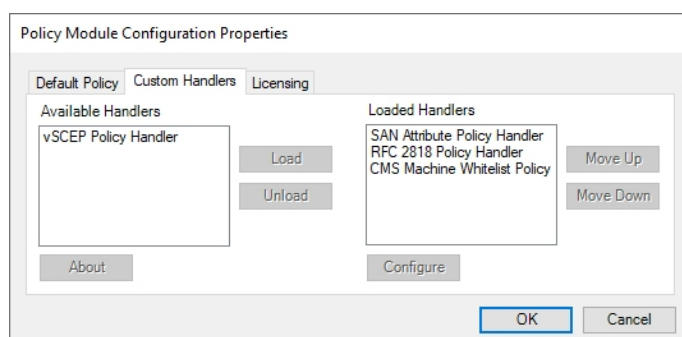 Policy Module Configuration Properties
Default Policy Custom Handlers Licensing
Available Handlers
vSCEP Policy Handler
Load
Unload
About
Loaded Handlers
SAN Attribute Policy Handler
RFC 2818 Policy Handler
CMS Machine Whitelist Policy
Move Up
Move Down
Configure
OK Cancel